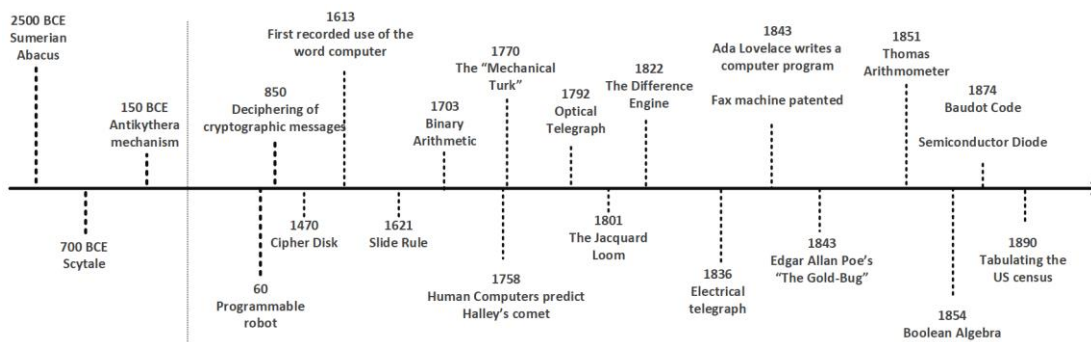 2500 BCE
Sumerian
Abacus
700 BCE
Scytale
150 BCE
Antikythera
mechanism
60
Programmable
robot
850
Deciphering of
cryptographic messages
1470
Cipher Disk
1613
First recorded use of the
word computer
1621
Slide Rule
1703
Binary
Arithmetic
1758
Human Computers predict
Halley's comet
1770
The "Mechanical
Turk"
1792
Optical
Telegraph
1801
The Jacquard
Loom
1822
The Difference
Engine
1836
Electrical
telegraph
1843
Ada Lovelace writes a
computer program
Fax machine patented
1843
Edgar Allan Poe's
"The Gold-Bug"
1851
Thomas
Arithmometer
1854
Boolean Algebra
1874
Baudot Code
Semiconductor Diode
1890
Tabulating the
US census